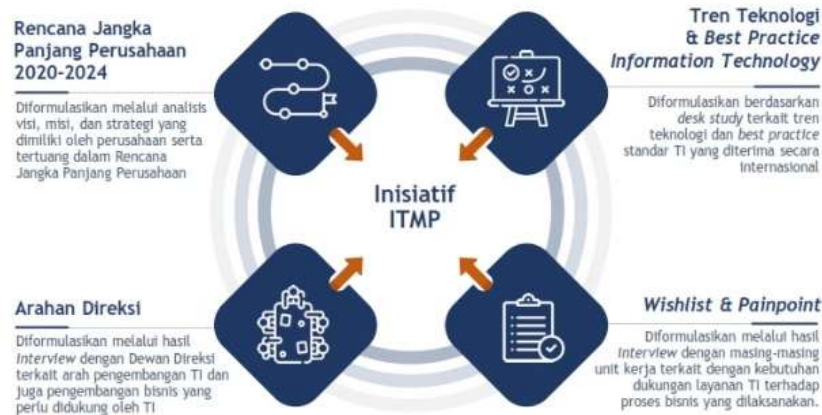 Rencana Jangka
Panjang Perusahaan
2020-2024
Diformulasikan melalui analisis
visi, misi, dan strategi yang
dimiliki oleh perusahaan serta
tertuang dalam Rencana
Jangka Panjang Perusahaan
Tren Teknologi
& Best Practice
Information Technology
Diformulasikan berdasarkan
desk study terkait tren
teknologi dan best practice
standar TI yang diterima secara
internasional
Inisiatif
ITMP
Arahan Direksi
Diformulasikan melalui hasil
Interview dengan Dewan Direksi
terkait arah pengembangan TI dan
juga pengembangan bisnis yang
perlu didukung oleh TI
Wishlist & Painpoint
Diformulasikan melalui hasil
Interview dengan masing-masing
unit kerja terkait dengan kebutuhan
dukungan layanan TI terhadap
proses bisnis yang dilaksanakan.